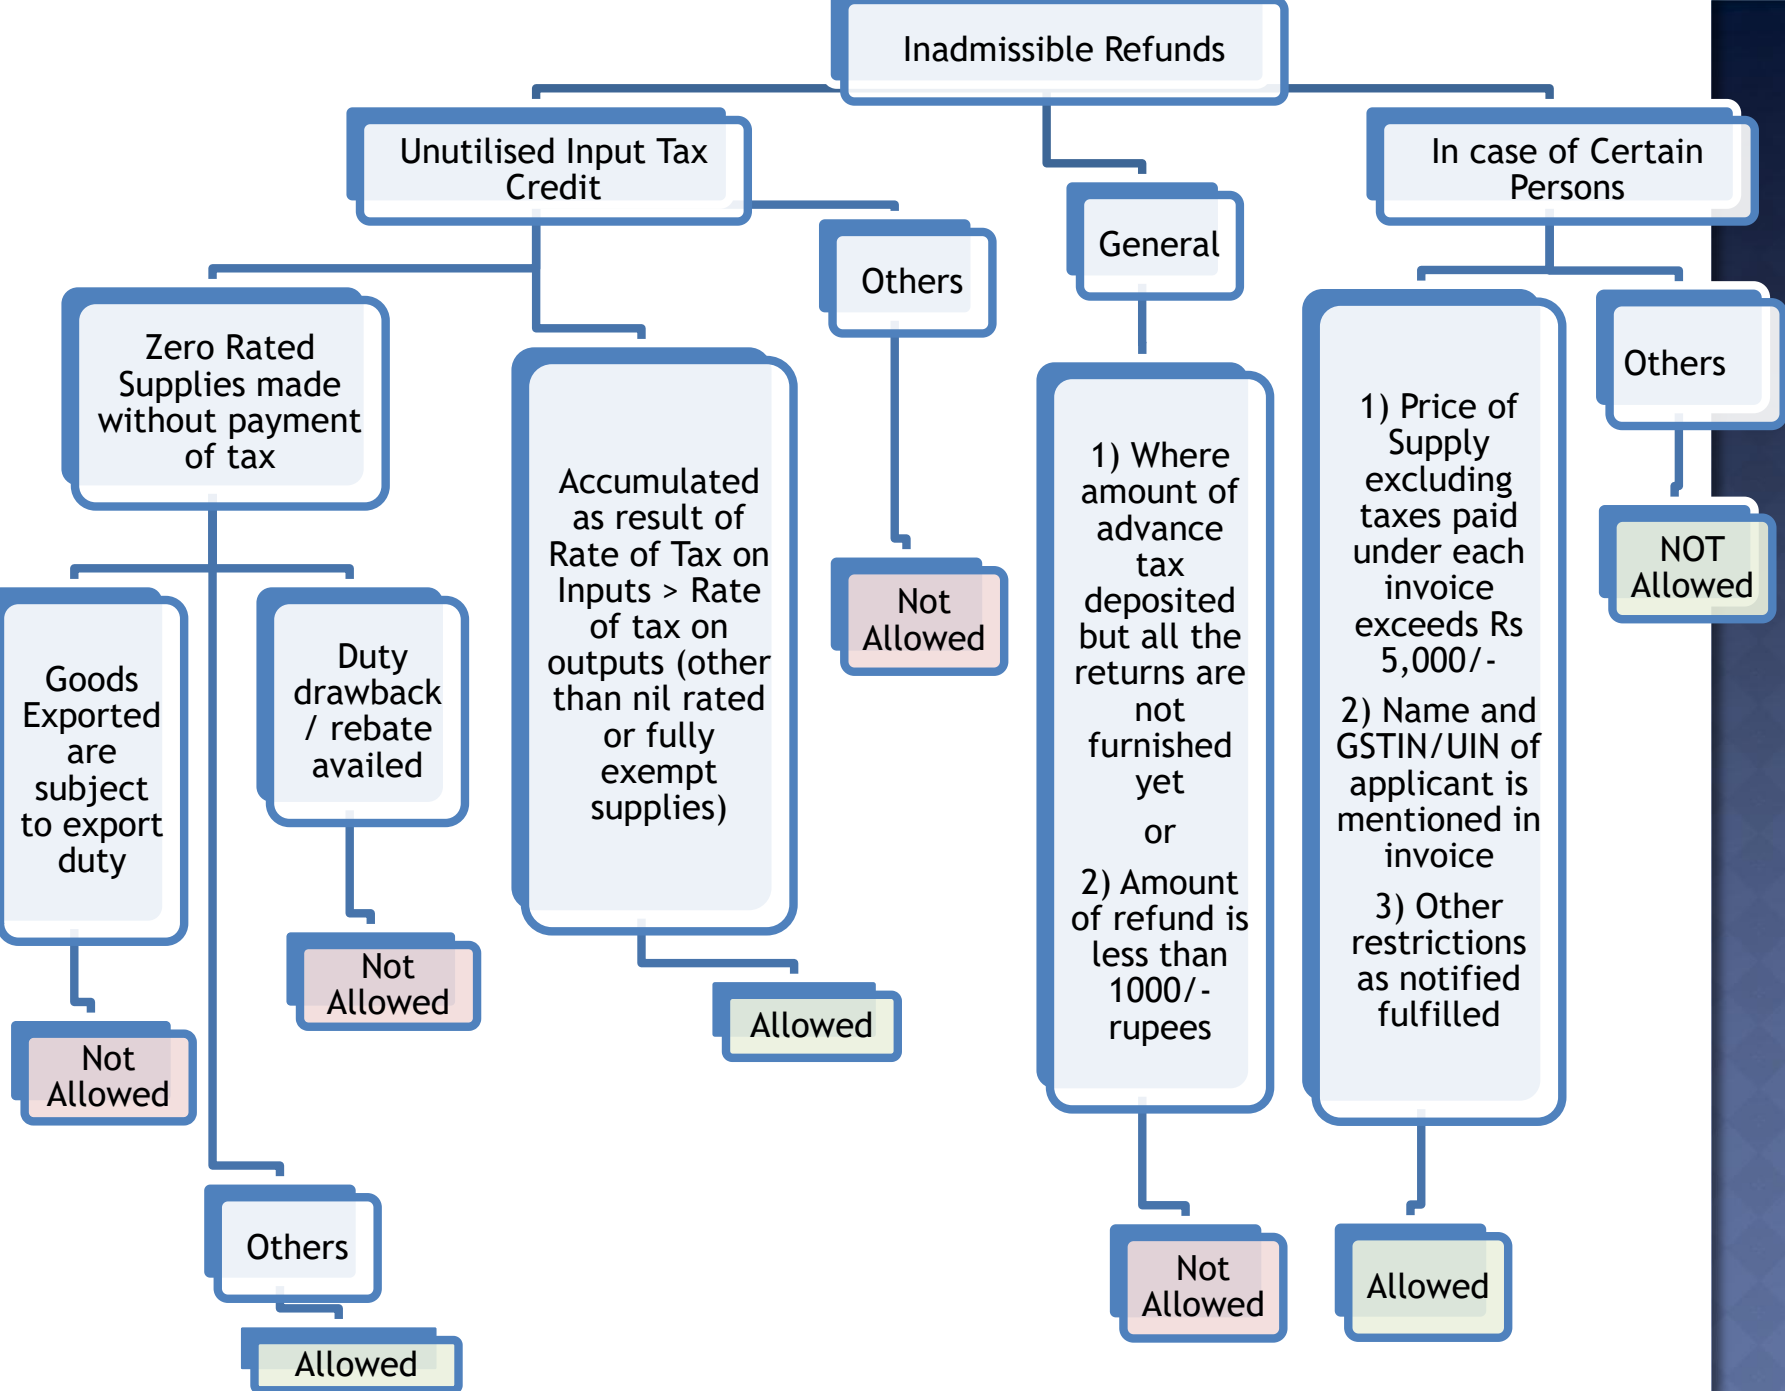 Inadmissible Refunds
Unutilised Input Tax
Credit
Zero Rated
Supplies made
without payment
of tax
Goods
Exported
are
subject
to export
duty
Not
Allowed
Duty
drawback
/ rebate
availed
Not
Allowed
Others
Allowed
Accumulated
as result of
Rate of Tax on
Inputs > Rate
of tax on
outputs (other
than nil rated
or fully
exempt
supplies)
Allowed
Others
Not
Allowed
General
1) Where
amount of
advance
tax
deposited
but all the
returns are
not
furnished
yet
or
2) Amount
of refund is
less than
1000/-
rupees
Not
Allowed
In case of Certain
Persons
1) Price of
Supply
excluding
taxes paid
under each
invoice
exceeds Rs
5,000/-
2) Name and
GSTIN/UIN of
applicant is
mentioned in
invoice
3) Other
restrictions
as notified
fulfilled
Allowed
Others
NOT
Allowed